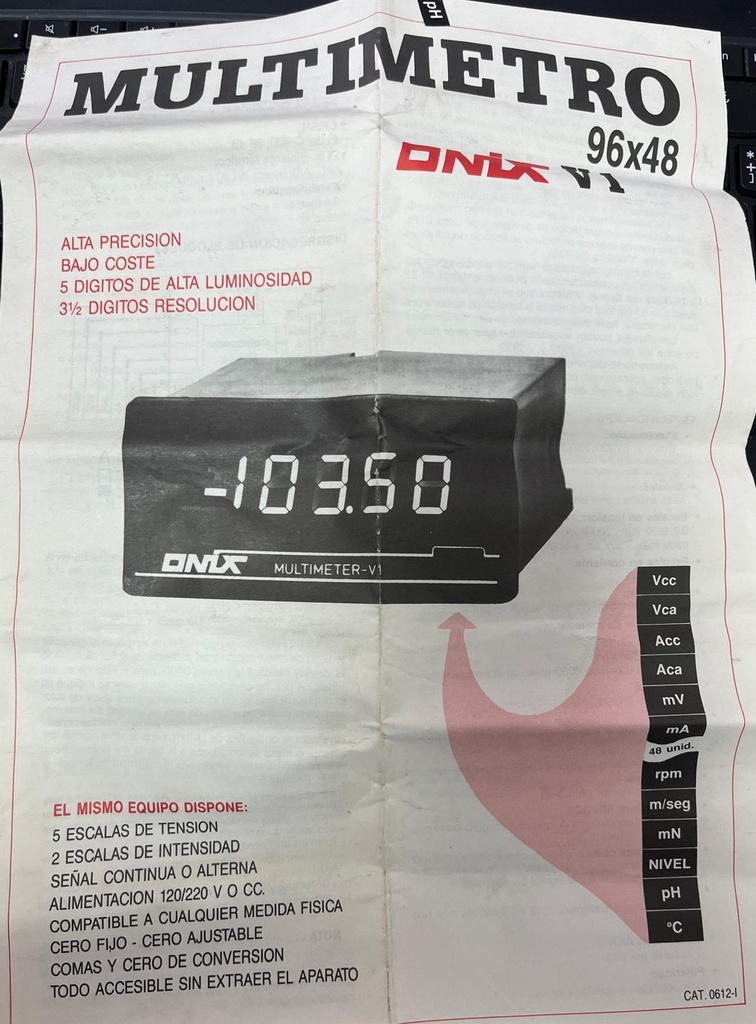 pH
MULTIMETRO
96x48
ONIX V1
ALTA PRECISION
BAJO COSTE
5 DIGITOS DE ALTA LUMINOSIDAD
3½ DIGITOS RESOLUCION
-103.50
ONIX MULTIMETER-V1
Vcc
Vca
Acc
Aca
mV
mA
48 unid.
rpm
m/seg
mN
NIVEL
pH
ºC
EL MISMO EQUIPO DISPONE:
5 ESCALAS DE TENSION
2 ESCALAS DE INTENSIDAD
SEÑAL CONTINUA O ALTERNA
ALIMENTACION 120/220 V O CC.
COMPATIBLE A CUALQUIER MEDIDA FISICA
CERO FIJO - CERO AJUSTABLE
COMAS Y CERO DE CONVERSION
TODO ACCESIBLE SIN EXTRAER EL APARATO
CAT. 0612-I